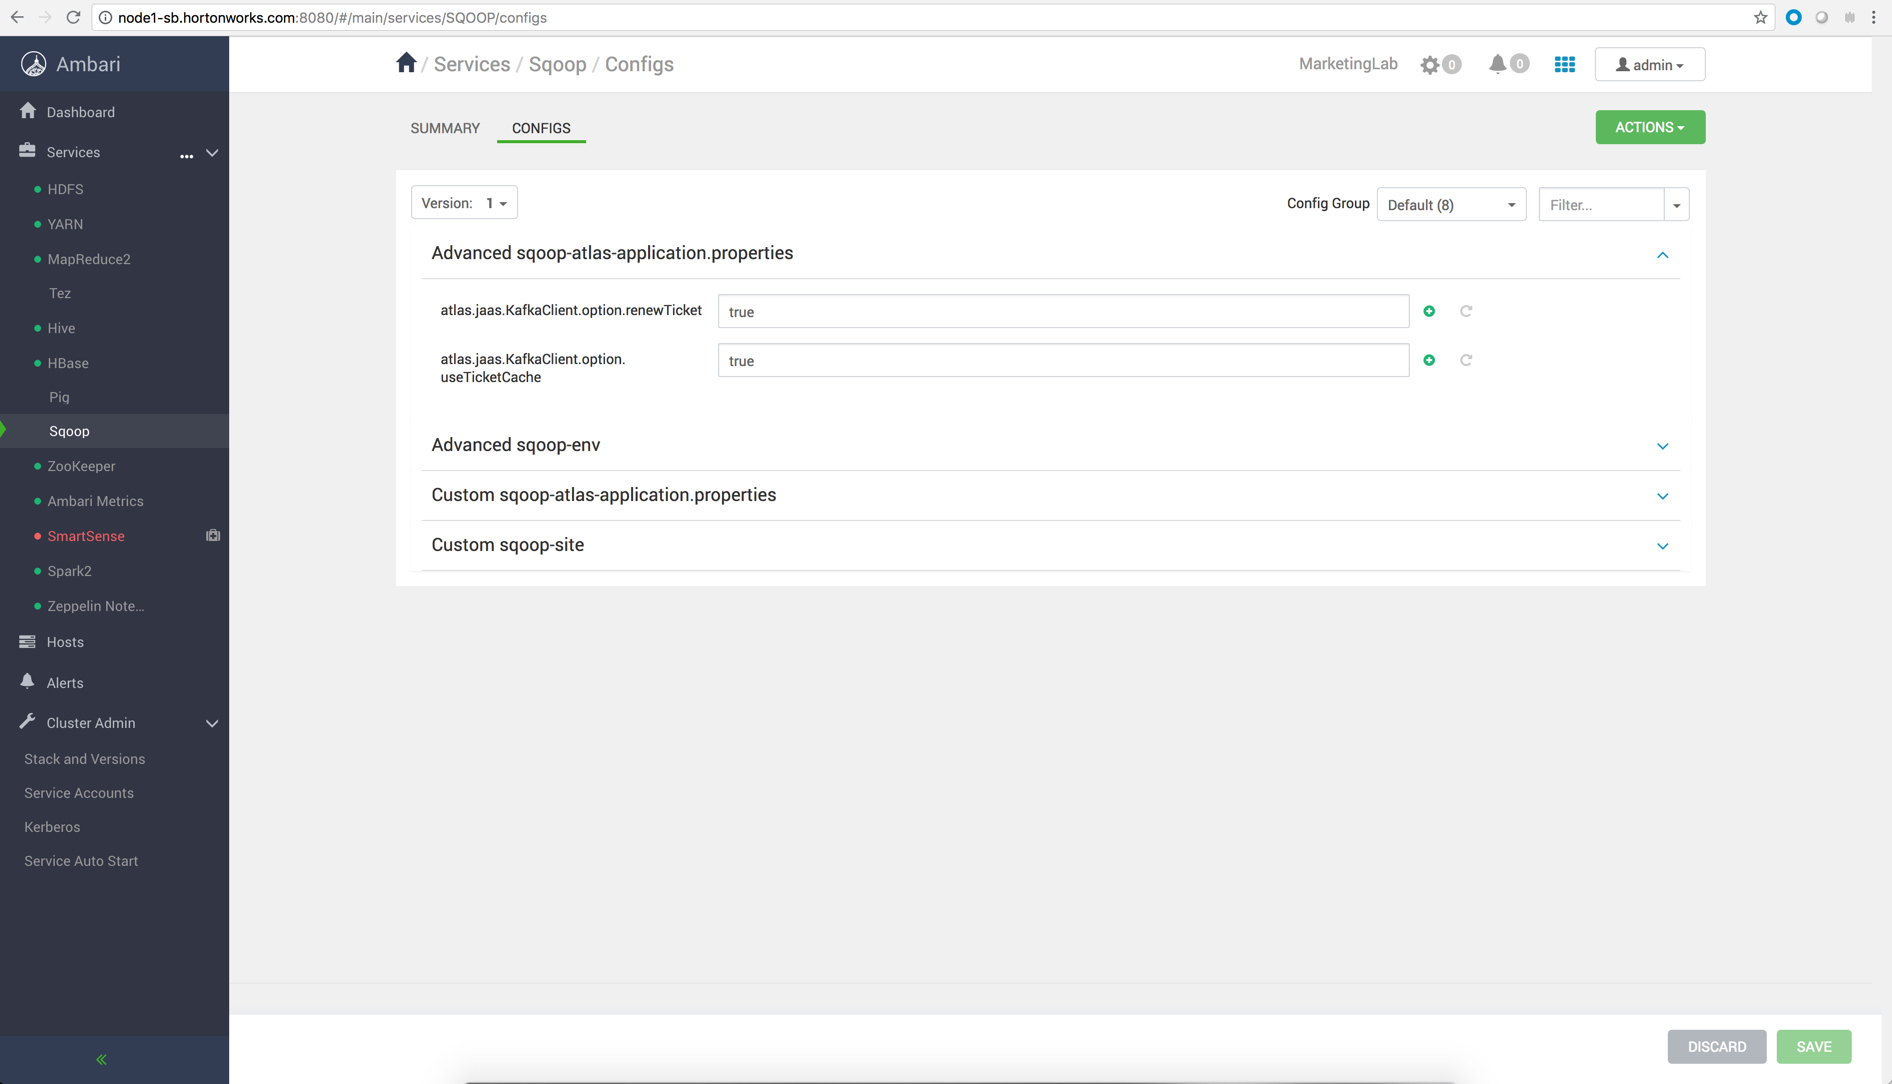 node1-sb.hortonworks.com:8080/#/main/services/SQOOP/configs
Ambari
/ Services / Sqoop / Configs
MarketingLab
0
0
admin
Dashboard
Services
...
HDFS
YARN
MapReduce2
Tez
Hive
HBase
Pig
Sqoop
ZooKeeper
Ambari Metrics
SmartSense
Spark2
Zeppelin Note...
Hosts
Alerts
Cluster Admin
Stack and Versions
Service Accounts
Kerberos
Service Auto Start
«
SUMMARY
CONFIGS
ACTIONS
Version: 1
Config Group
Default (8)
Filter...
Advanced sqoop-atlas-application.properties
atlas.jaas.KafkaClient.option.renewTicket
true
atlas.jaas.KafkaClient.option.
useTicketCache
true
Advanced sqoop-env
Custom sqoop-atlas-application.properties
Custom sqoop-site
DISCARD
SAVE